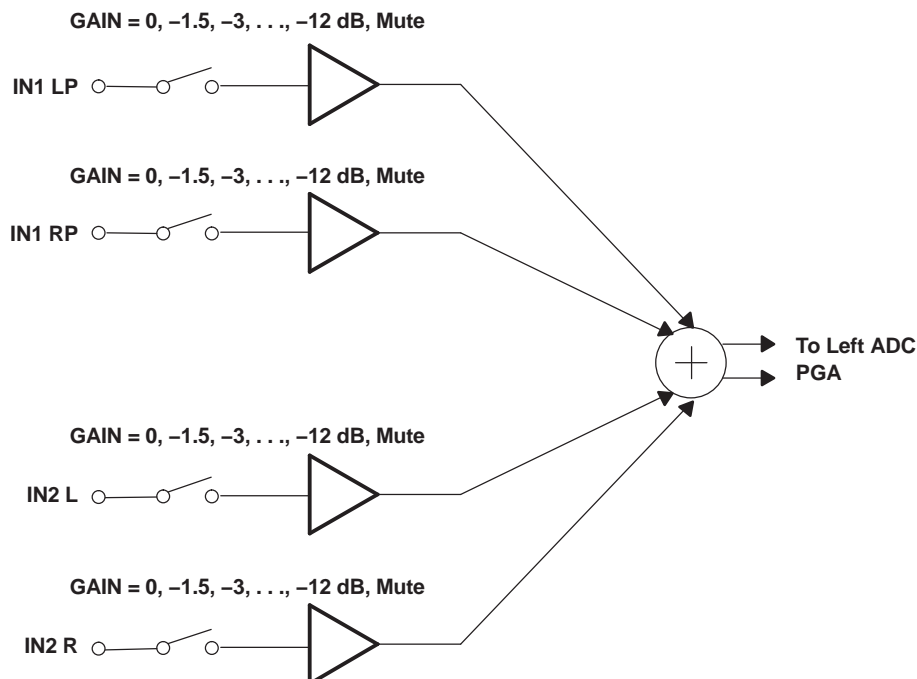 GAIN = 0, −1.5, −3, . . ., −12 dB, Mute
IN1 LP
GAIN = 0, −1.5, −3, . . ., −12 dB, Mute
IN1 RP
To Left ADC
PGA
GAIN = 0, −1.5, −3, . . ., −12 dB, Mute
IN2 L
GAIN = 0, −1.5, −3, . . ., −12 dB, Mute
IN2 R